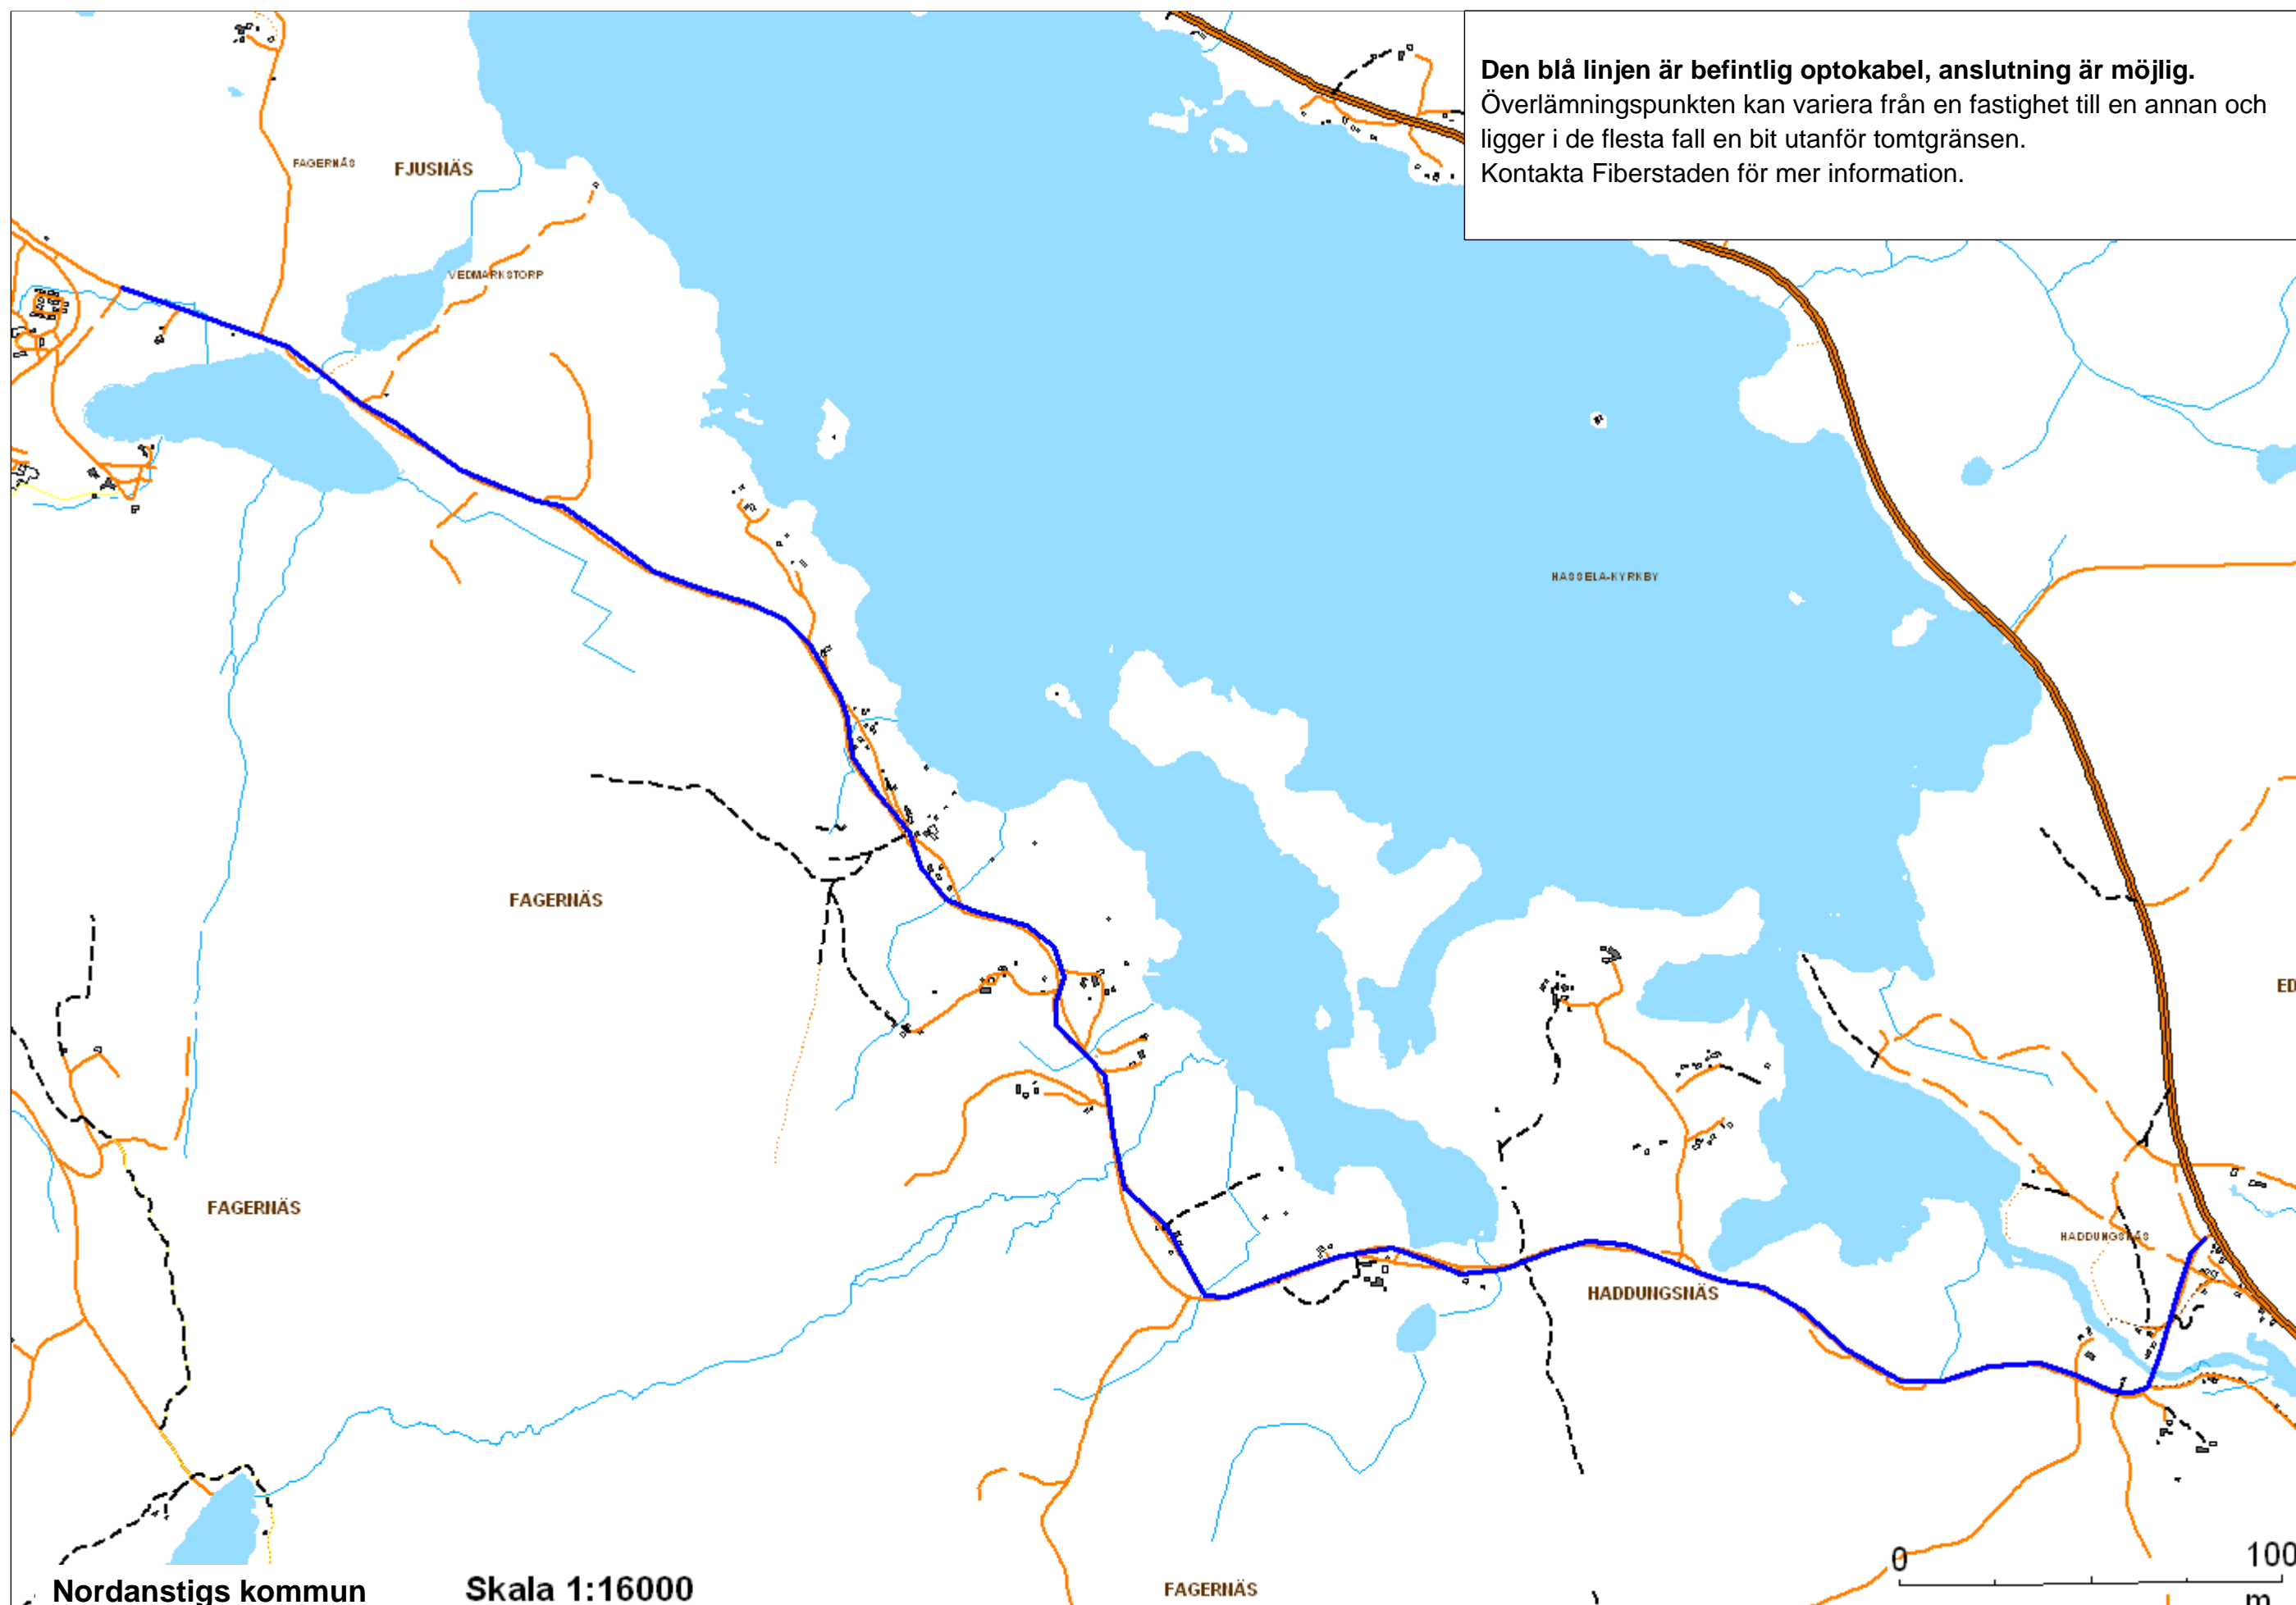 Den blå linjen är befintlig optokabel, anslutning är möjlig.
Överlämningspunkten kan variera från en fastighet till en annan och
ligger i de flesta fall en bit utanför tomtgränsen.
Kontakta Fiberstaden för mer information.
FAGERNÄS
FJUSNÄS
VEDMARKSTORP
HASSELA-KYRKBY
FAGERNÄS
ED
FAGERNÄS
HADDUNGSNÄS
HADDUNGSNÄS
0
100
m
Nordanstigs kommun
Skala 1:16000
FAGERNÄS